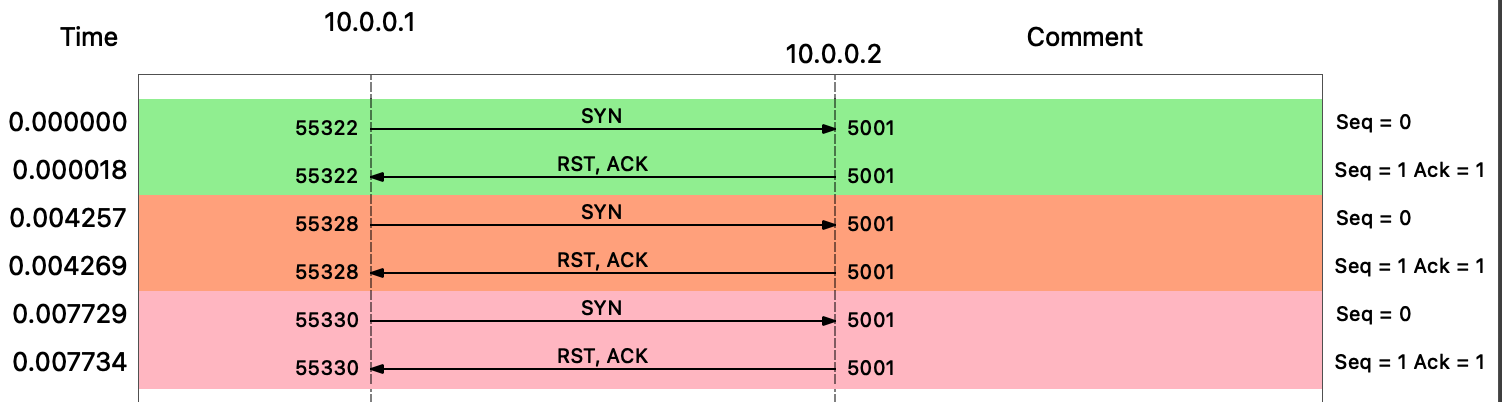 10.0.0.1
Time
Comment
10.0.0.2
SYN
0.000000 55322 5001 Seq = 0
RST, ACK
0.000018 55322 5001 Seq = 1 Ack = 1
SYN
0.004257 55328 5001 Seq = 0
RST, ACK
0.004269 55328 5001 Seq = 1 Ack = 1
SYN
0.007729 55330 5001 Seq = 0
RST, ACK
0.007734 55330 5001 Seq = 1 Ack = 1